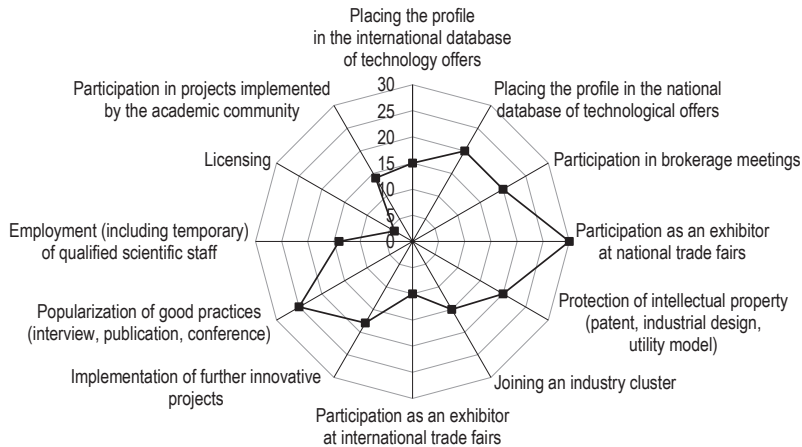 Placing the profile
in the international database
of technology offers
Placing the profile in the national
database of technological offers
Participation in brokerage meetings
Participation as an exhibitor
at national trade fairs
Protection of intellectual property
(patent, industrial design,
utility model)
Joining an industry cluster
Participation as an exhibitor
at international trade fairs
Implementation of further innovative
projects
Popularization of good practices
(interview, publication, conference)
Employment (including temporary)
of qualified scientific staff
Licensing
Participation in projects implemented
by the academic community
30
25
20
15
10
5
0